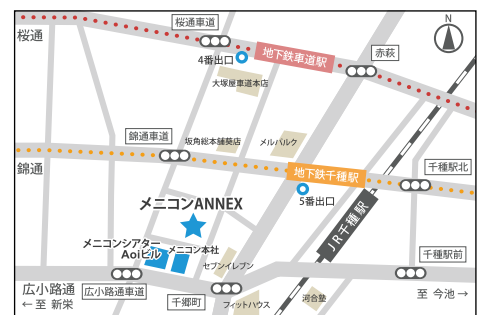 桜通
桜通車道
N
地下鉄車道駅
4番出口
赤萩
大塚屋車道本店
錦通車道
坂角総本舗葵店
メルパルク
錦通
地下鉄千種駅
千種駅北
5番出口
メニコンANNEX
JR千種駅
メニコンシアター
Aoiビル
メニコン本社
セブンイレブン
千種駅前
広小路通
←至 新栄
広小路車道
千郷町
フィットハウス
河合塾
至 今池→